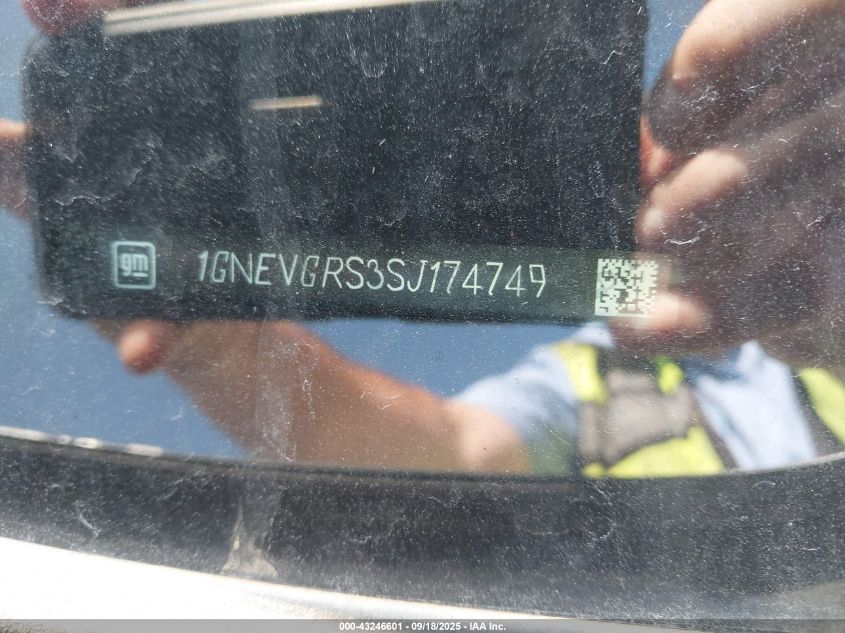 gm 1GNEVGRS3SJ174749
000-43246601 - 09/18/2025 - IAA Inc.